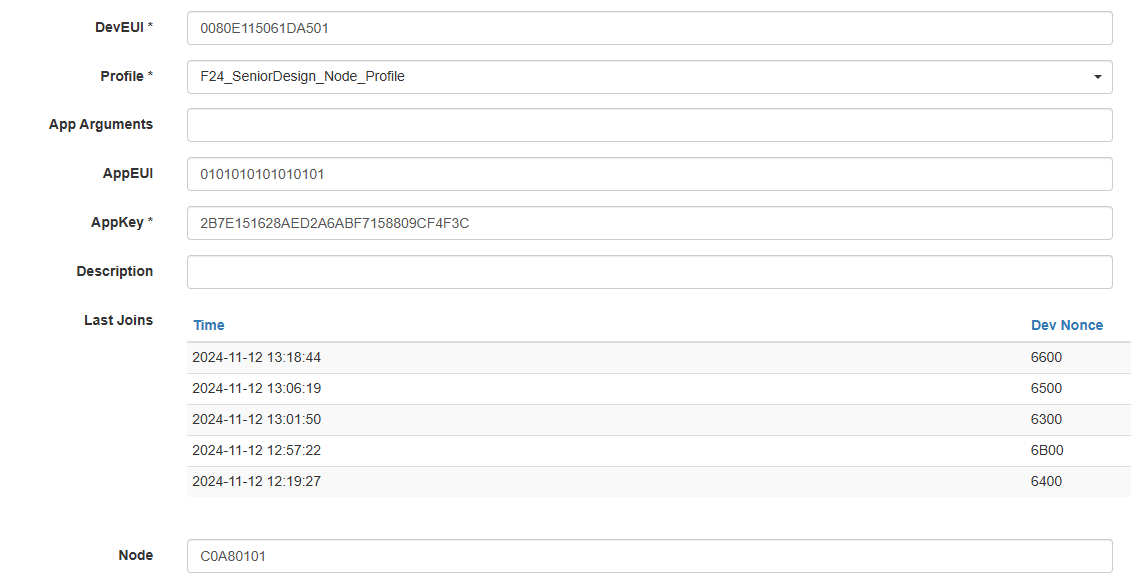 DevEUI * 0080E115061DA501
Profile * F24_SeniorDesign_Node_Profile
App Arguments
AppEUI 0101010101010101
AppKey * 2B7E151628AED2A6ABF7158809CF4F3C
Description
Last Joins Time Dev Nonce
2024-11-12 13:18:44 6600
2024-11-12 13:06:19 6500
2024-11-12 13:01:50 6300
2024-11-12 12:57:22 6B00
2024-11-12 12:19:27 6400
Node C0A80101